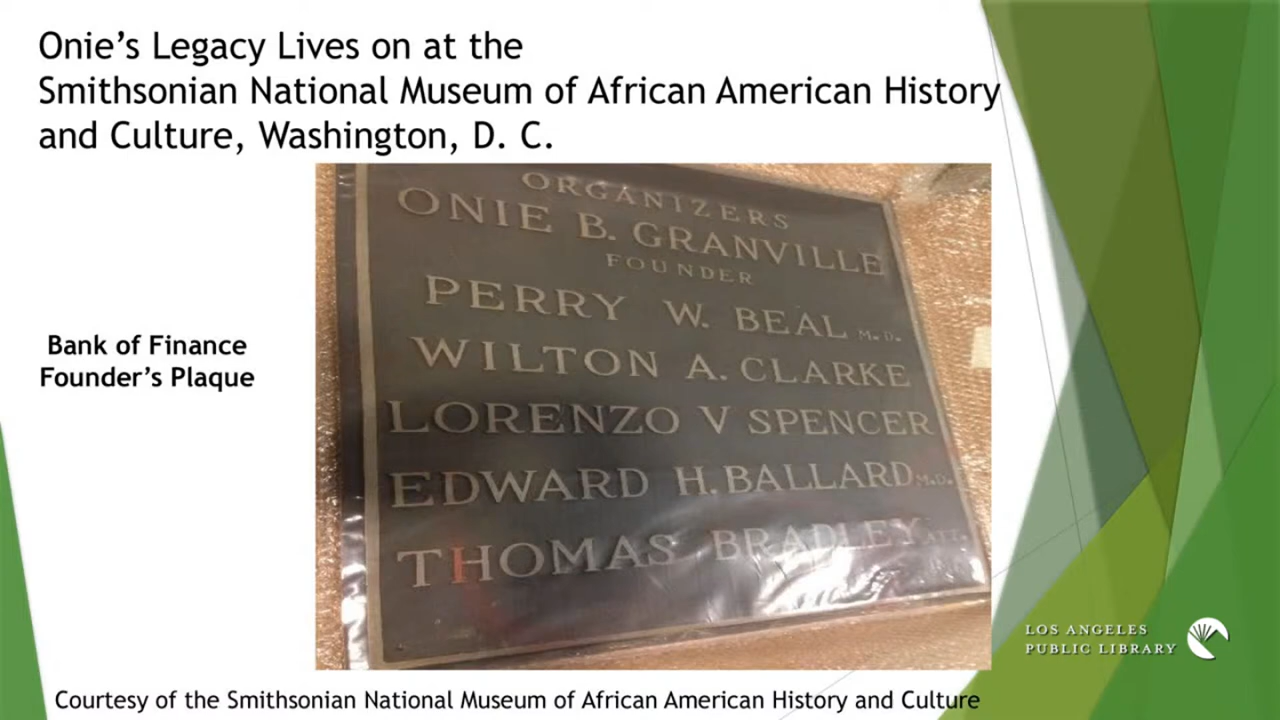 Onie’s Legacy Lives on at the
Smithsonian National Museum of African American History
and Culture, Washington, D. C.
Bank of Finance
Founder’s Plaque
ORGANIZERS
ONIE B. GRANVILLE
FOUNDER
PERRY W. BEAL M.D.
WILTON A. CLARKE
LORENZO V SPENCER
EDWARD H. BALLARD M.D.
THOMAS BRADLEY ATT.
LOS ANGELES
PUBLIC LIBRARY
Courtesy of the Smithsonian National Museum of African American History and Culture